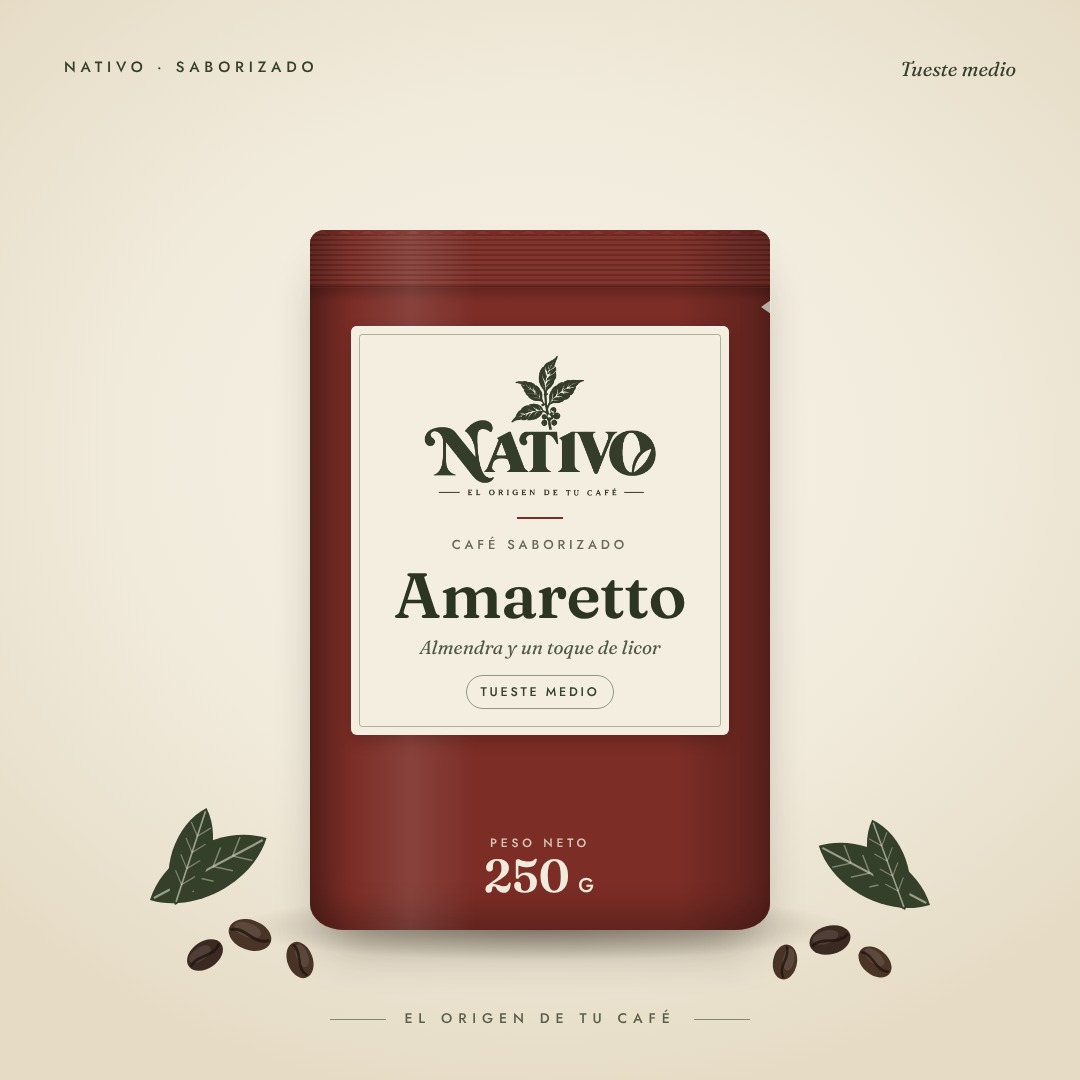 NATIVO · SABORIZADO
Tueste medio
NATIVO
EL ORIGEN DE TU CAFÉ
CAFÉ SABORIZADO
Amaretto
Almendra y un toque de licor
TUESTE MEDIO
PESO NETO
250 G
EL ORIGEN DE TU CAFÉ